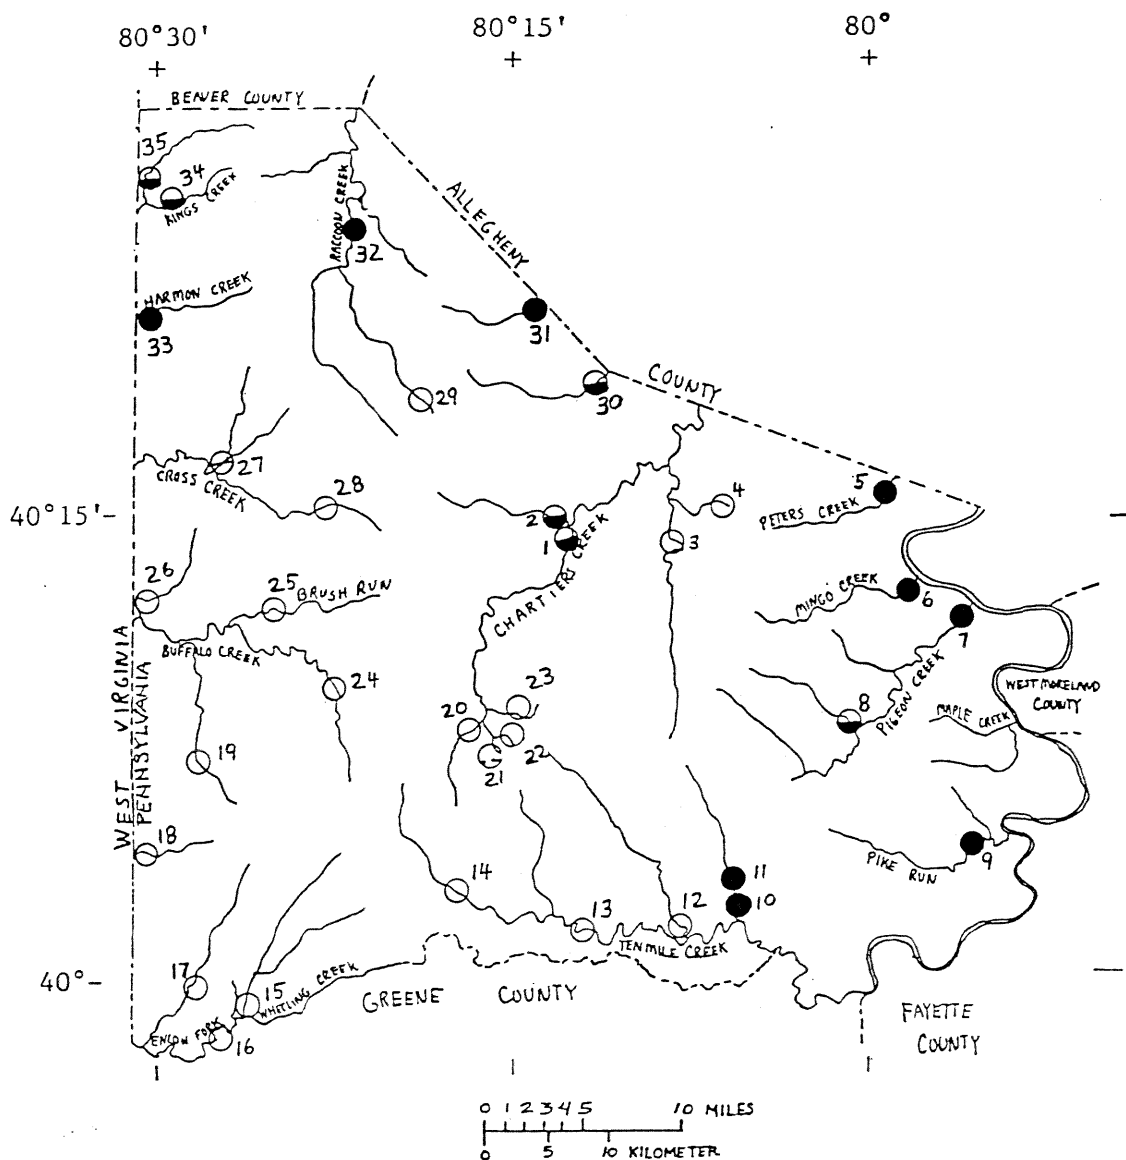 80°30'
80°15'
80°
BEAVER COUNTY
35
34
KINGS CREEK
RACCOON CREEK
ALLEGHENY
32
HARMON CREEK
33
31
COUNTY
30
29
27
CROSS CREEK
28
4
5
PETERS CREEK
40°15'
2
1
3
CHARTIERS CREEK
26
25
BRUSH RUN
MINGO CREEK
6
7
BUFFALO CREEK
24
23
20
22
21
8
PIGEON CREEK
WESTMORELAND
COUNTY
MAPLE CREEK
19
WEST VIRGINIA
PENNSYLVANIA
18
14
11
10
PIKE RUN
9
13
12
TENMILE CREEK
17
40°
15
WHEELING CREEK
GREENE COUNTY
ENLOW FORK
16
FAYETTE
COUNTY
0 1 2 3 4 5 10 MILES
0 5 10 KILOMETER